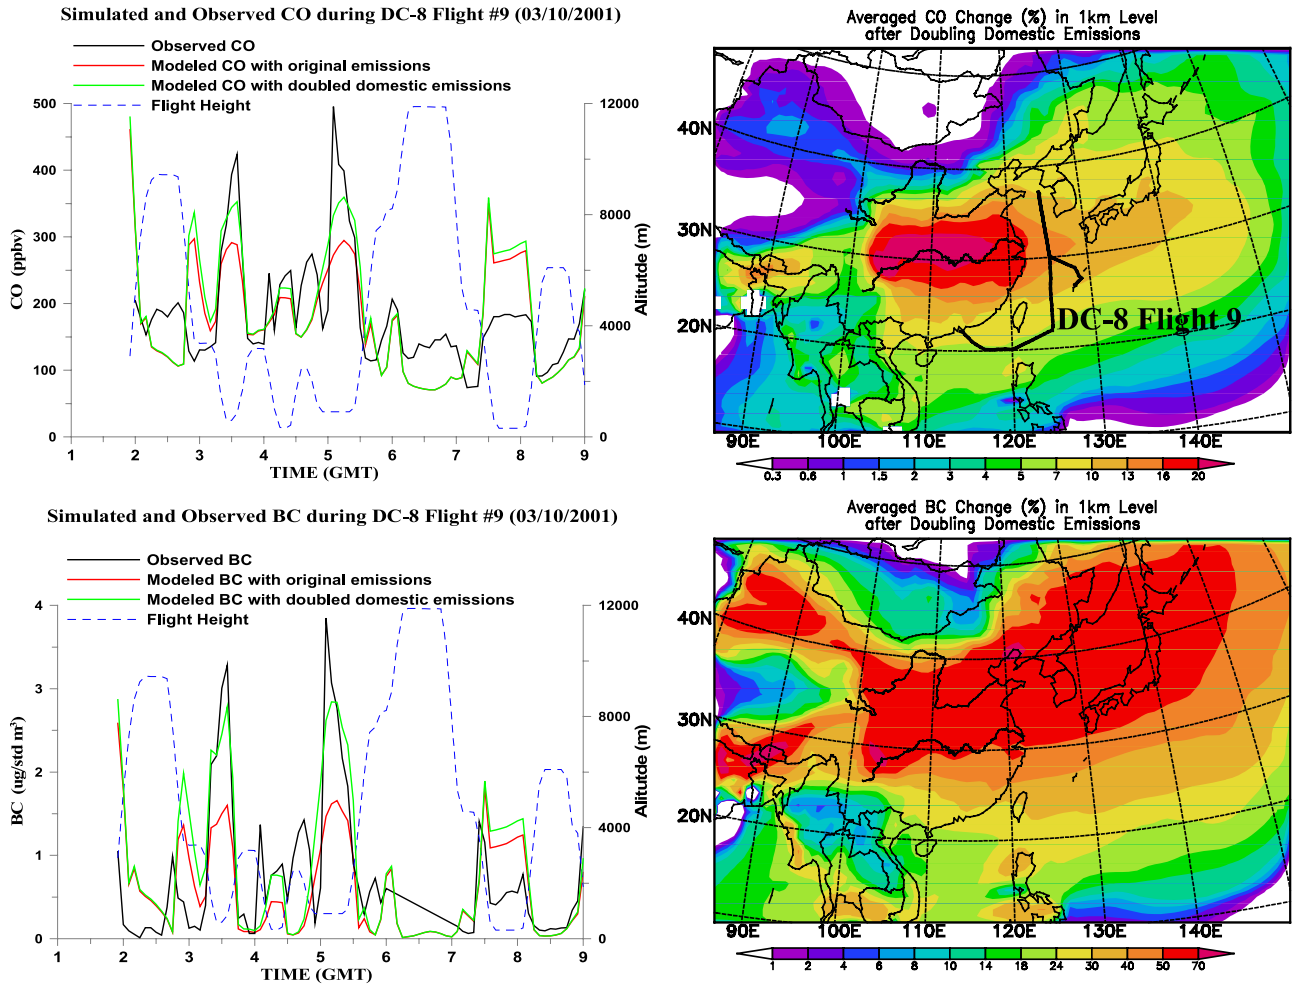 Simulated and Observed CO during DC-8 Flight #9 (03/10/2001)
Observed CO
Modeled CO with original emissions
Modeled CO with doubled domestic emissions
Flight Height
500
400
300
200
100
0
CO (ppbv)
12000
8000
4000
0
Alitutde (m)
1 2 3 4 5 6 7 8 9
TIME (GMT)
Averaged CO Change (%) in 1km Level
after Doubling Domestic Emissions
40N
30N
20N
DC-8 Flight 9
90E 100E 110E 120E 130E 140E
0.3 0.6 1 1.5 2 3 4 5 7 10 13 16 20
Simulated and Observed BC during DC-8 Flight #9 (03/10/2001)
Observed BC
Modeled BC with original emissions
Modeled BC with doubled domestic emissions
Flight Height
4
3
2
1
0
BC (ug/std m³)
12000
8000
4000
0
Alitutde (m)
1 2 3 4 5 6 7 8 9
TIME (GMT)
Averaged BC Change (%) in 1km Level
after Doubling Domestic Emissions
40N
30N
20N
90E 100E 110E 120E 130E 140E
1 2 4 6 8 10 14 18 24 30 40 50 70